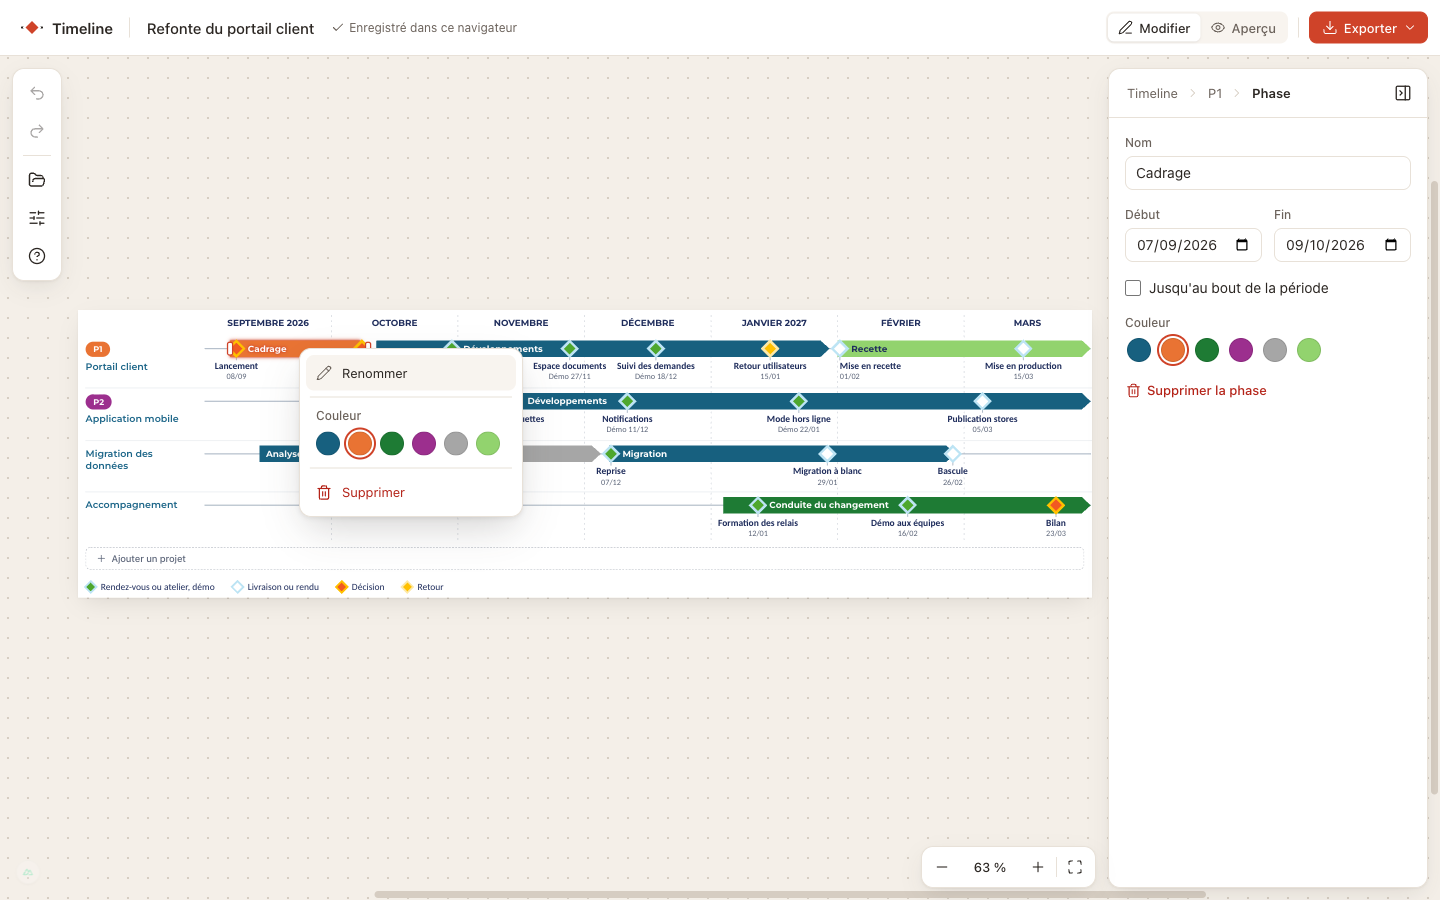 Timeline
Refonte du portail client
Enregistré dans ce navigateur
Modifier
Aperçu
Exporter
Timeline
P1
Phase
Nom
Cadrage
Début
Fin
07/09/2026
09/10/2026
Jusqu'au bout de la période
Couleur
Supprimer la phase
SEPTEMBRE 2026
OCTOBRE
NOVEMBRE
DÉCEMBRE
JANVIER 2027
FÉVRIER
MARS
P1
Portail client
Cadrage
Développements
Recette
Lancement
08/09
Espace documents
Démo 27/11
Suivi des demandes
Démo 18/12
Retour utilisateurs
15/01
Mise en recette
01/02
Mise en production
15/03
P2
Application mobile
Développements
Notifications
Démo 11/12
Mode hors ligne
Démo 22/01
Publication stores
05/03
Migration des
données
Migration
Reprise
07/12
Migration à blanc
29/01
Bascule
26/02
Accompagnement
Conduite du changement
Formation des relais
12/01
Démo aux équipes
16/02
Bilan
23/03
Renommer
Couleur
Supprimer
Ajouter un projet
Rendez-vous ou atelier, démo
Livraison ou rendu
Décision
Retour
63 %